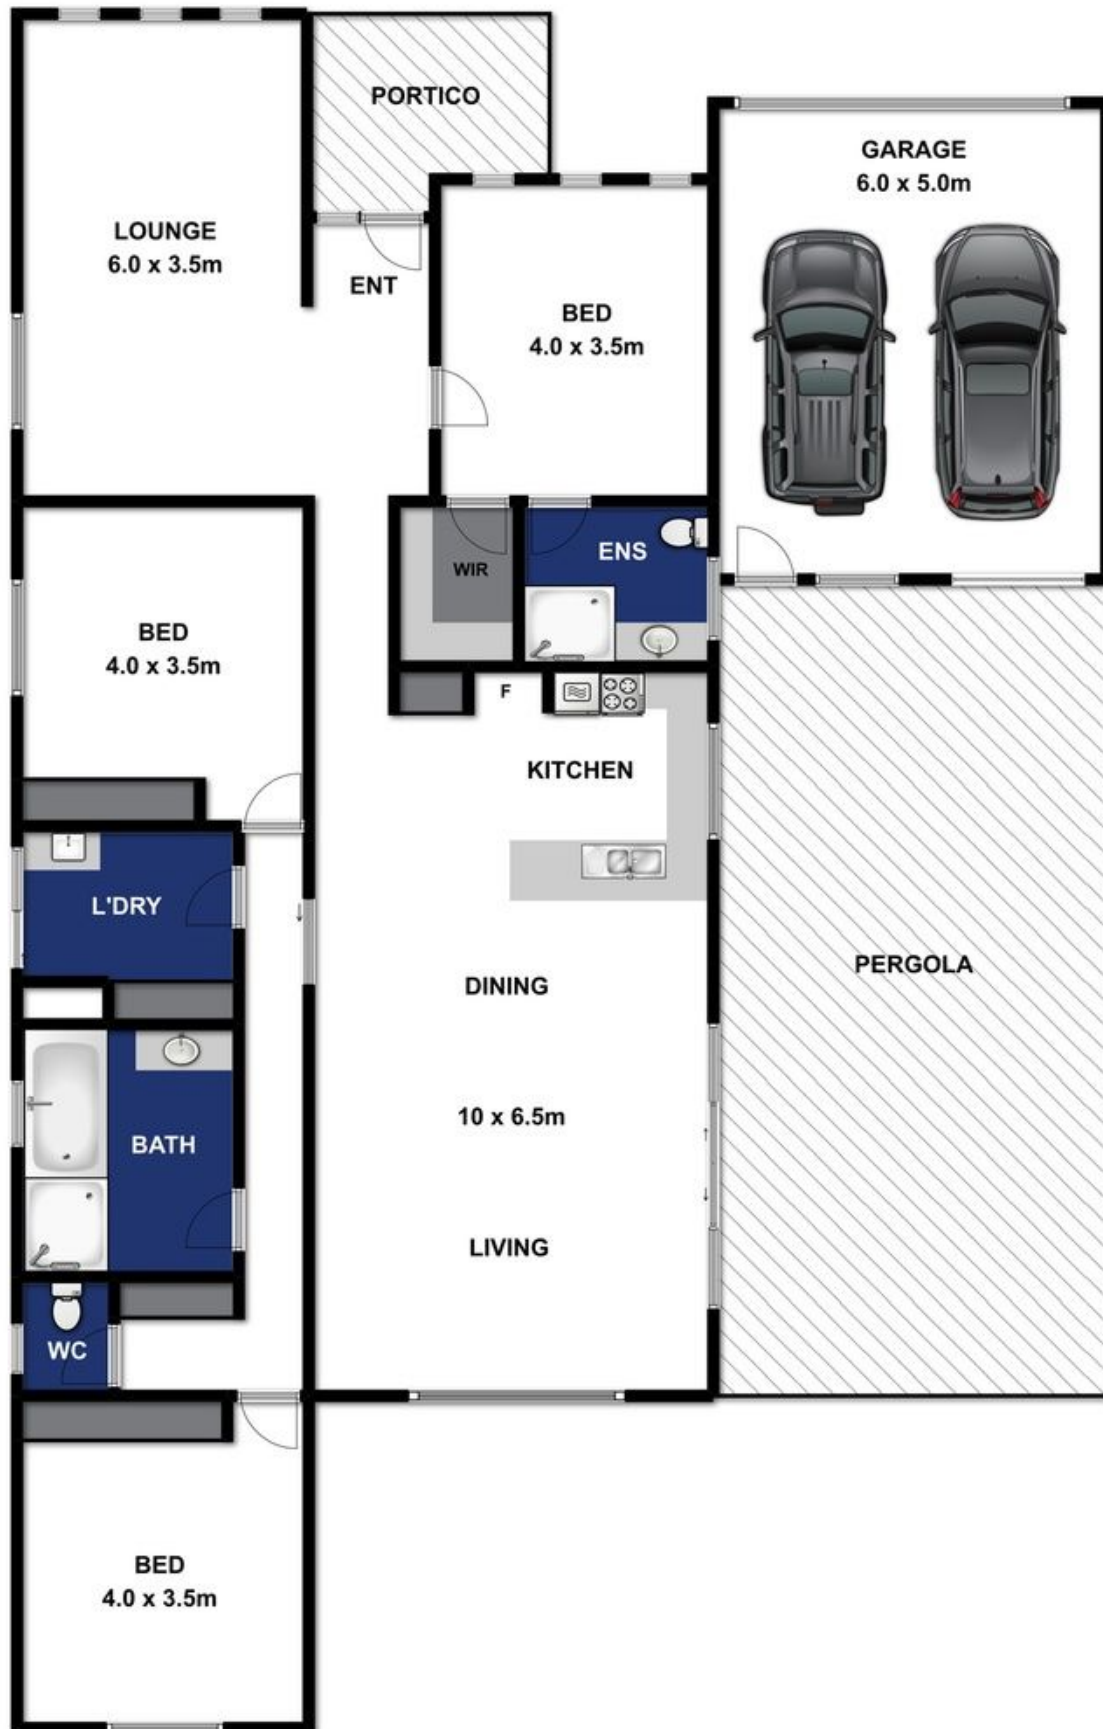 PORTICO
GARAGE
6.0 x 5.0m
LOUNGE
6.0 x 3.5m
ENT
BED
4.0 x 3.5m
ENS
WIR
BED
4.0 x 3.5m
F
KITCHEN
L'DRY
DINING
PERGOLA
10 x 6.5m
BATH
LIVING
WC
BED
4.0 x 3.5m